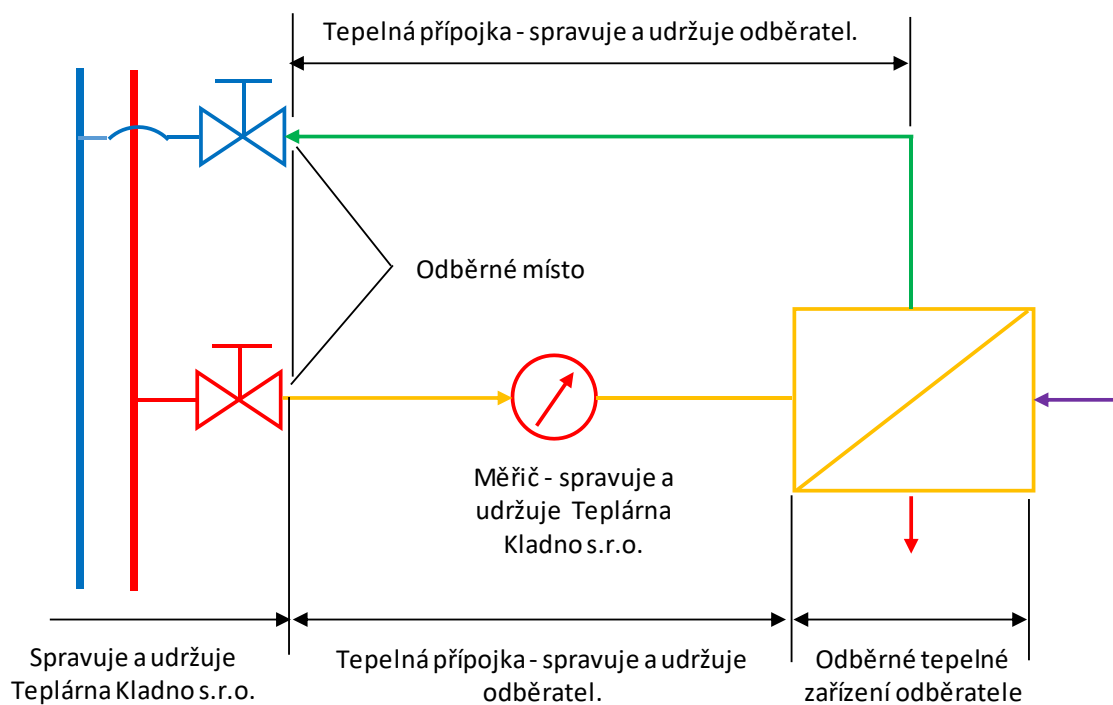 Tepelná přípojka - spravuje a udržuje odběratel.
Odběrné místo
Měřič - spravuje a
udržuje Teplárna
Kladno s.r.o.
Spravuje a udržuje
Teplárna Kladno s.r.o.
Tepelná přípojka - spravuje a udržuje
odběratel.
Odběrné tepelné
zařízení odběratele